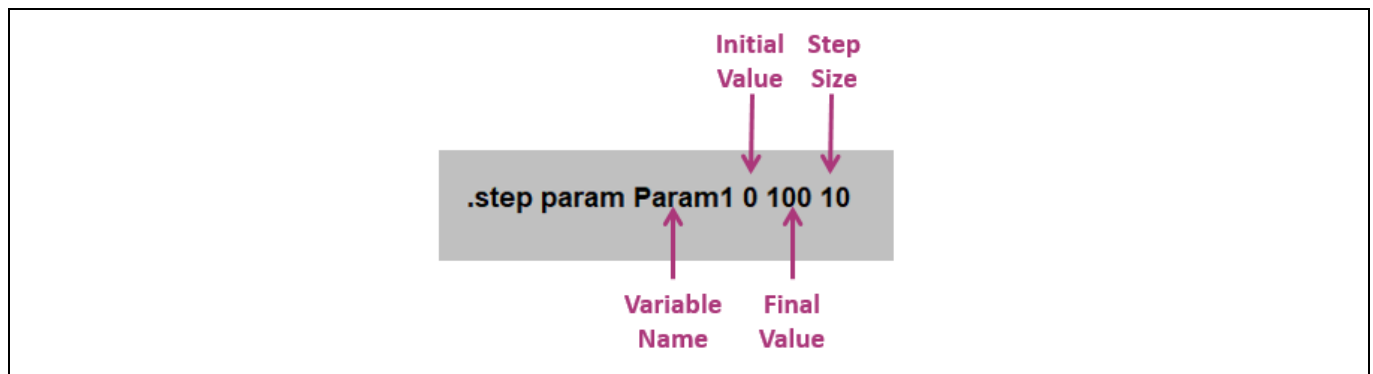 Initial Step
Value Size
.step param Param1 0 100 10
Variable Final
Name Value